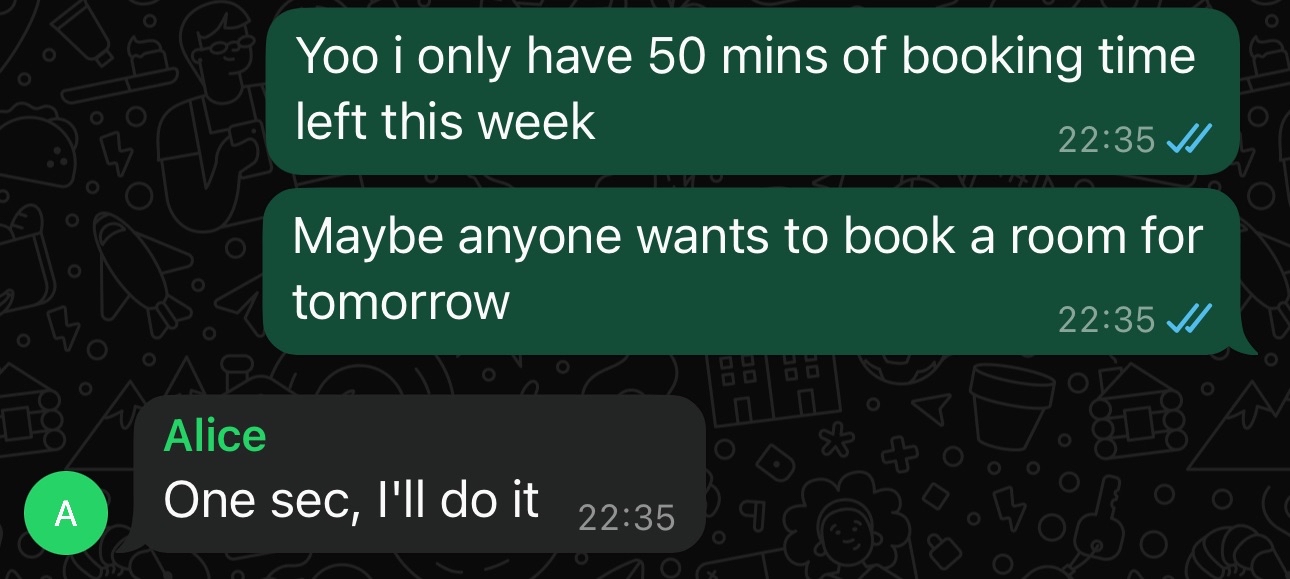 Yoo i only have 50 mins of booking time
left this week
22:35
Maybe anyone wants to book a room for
tomorrow
22:35
Alice
A
One sec, I'll do it 22:35